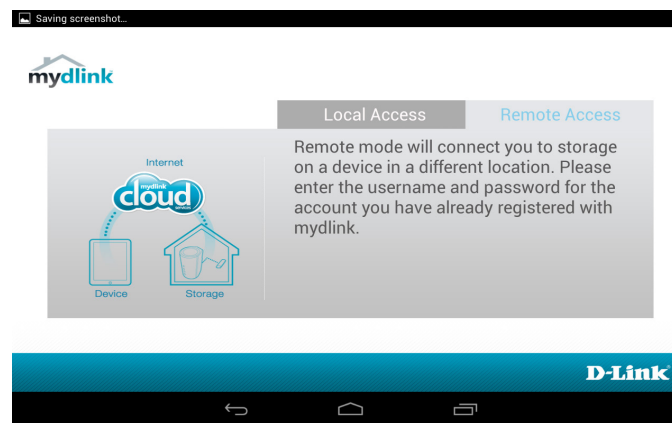 Saving screenshot...
mydlink
Local Access
Remote Access
Remote mode will connect you to storage
on a device in a different location. Please
enter the username and password for the
account you have already registered with
mydlink.
Internet
mydlink
cloud
services
Device
Storage
D-Link